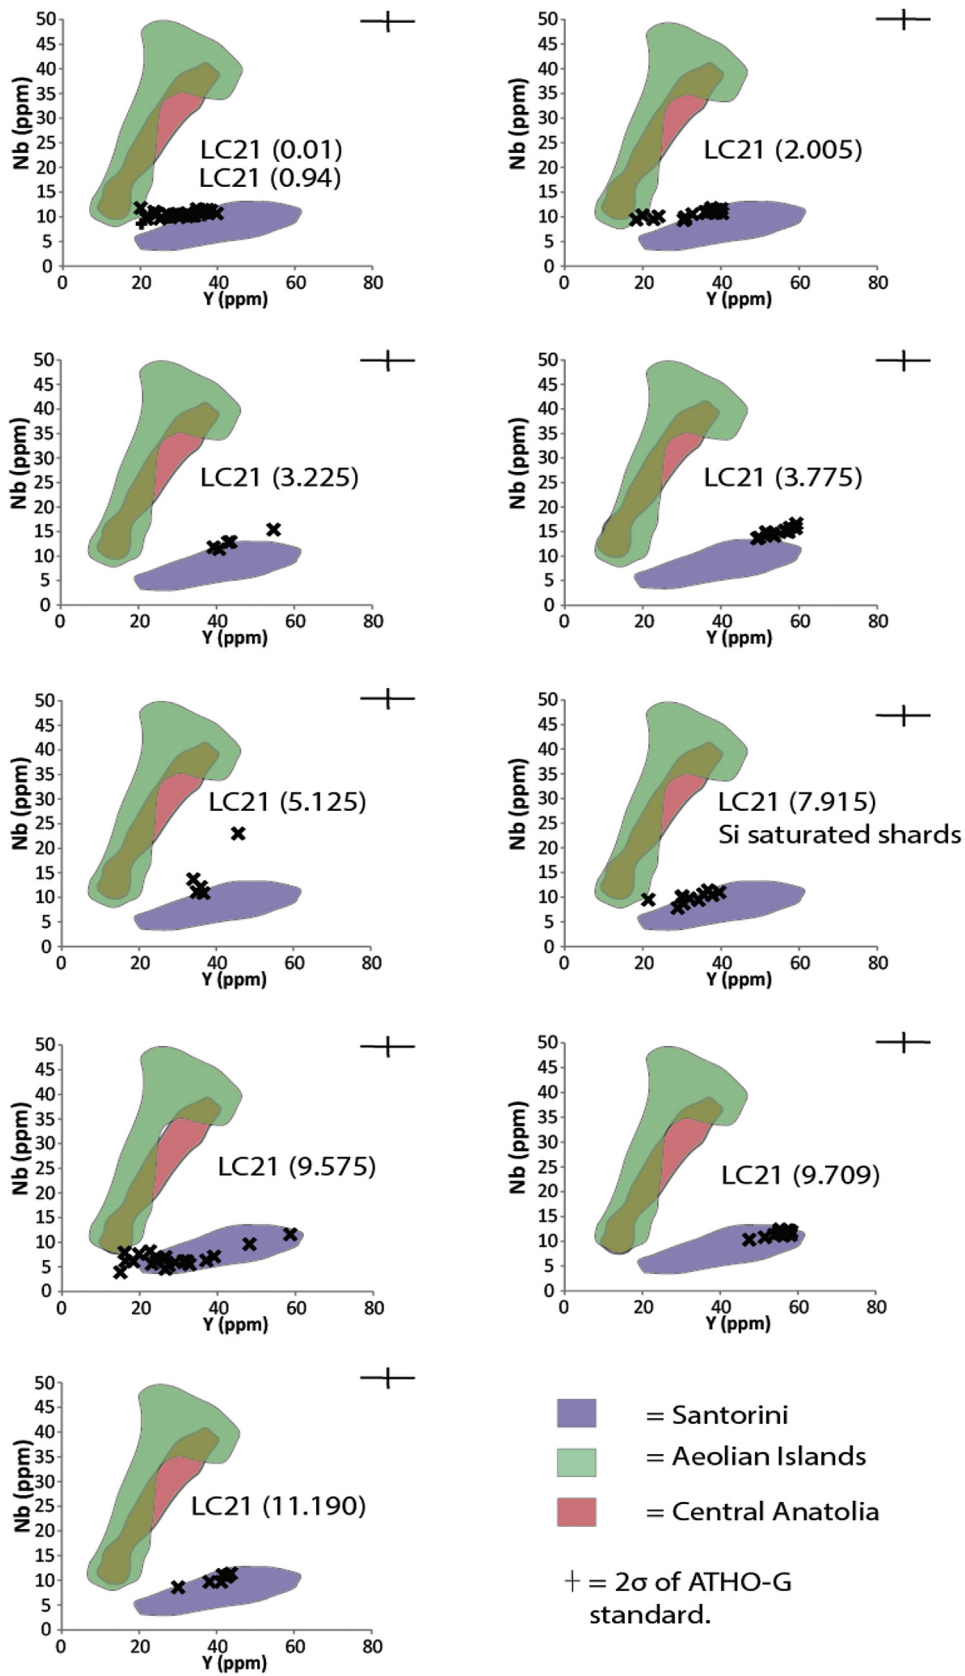 50
45
40
35
30
25
20
15
10
5
0
Nb (ppm)
LC21 (0.01)
LC21 (0.94)
0 20 40 60 80
Y (ppm)
50
45
40
35
30
25
20
15
10
5
0
Nb (ppm)
LC21 (2.005)
0 20 40 60 80
Y (ppm)
50
45
40
35
30
25
20
15
10
5
0
Nb (ppm)
LC21 (3.225)
0 20 40 60 80
Y (ppm)
50
45
40
35
30
25
20
15
10
5
0
Nb (ppm)
LC21 (3.775)
0 20 40 60 80
Y (ppm)
50
45
40
35
30
25
20
15
10
5
0
Nb (ppm)
LC21 (5.125)
0 20 40 60 80
Y (ppm)
50
45
40
35
30
25
20
15
10
5
0
Nb (ppm)
LC21 (7.915)
Si saturated shards
0 20 40 60 80
Y (ppm)
50
45
40
35
30
25
20
15
10
5
0
Nb (ppm)
LC21 (9.575)
0 20 40 60 80
Y (ppm)
50
45
40
35
30
25
20
15
10
5
0
Nb (ppm)
LC21 (9.709)
0 20 40 60 80
Y (ppm)
50
45
40
35
30
25
20
15
10
5
0
Nb (ppm)
LC21 (11.190)
0 20 40 60 80
Y (ppm)
= Santorini
= Aeolian Islands
= Central Anatolia
= 2σ of ATHO-G
standard.